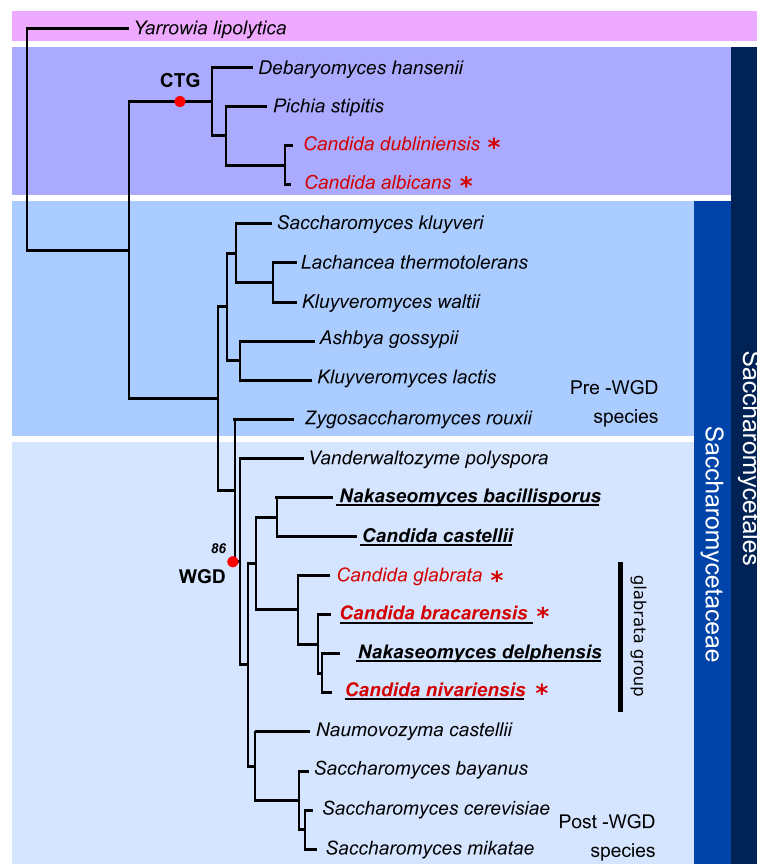 Yarrowia lipolytica
Debaryomyces hansenii
CTG
Pichia stipitis
Candida dubliniensis *
Candida albicans *
Saccharomyces kluyveri
Lachancea thermotolerans
Kluyveromyces waltii
Ashbya gossypii
Kluyveromyces lactis
Pre -WGD
species
Zygosaccharomyces rouxii
Vanderwaltozyme polyspora
Nakaseomyces bacillisporus
Candida castellii
86
WGD
Candida glabrata *
Candida bracarensis *
Nakaseomyces delphensis
Candida nivariensis *
glabrata group
Naumovozyma castellii
Saccharomyces bayanus
Saccharomyces cerevisiae
Saccharomyces mikatae
Post -WGD
species
Saccharomycetaceae
Saccharomycetales